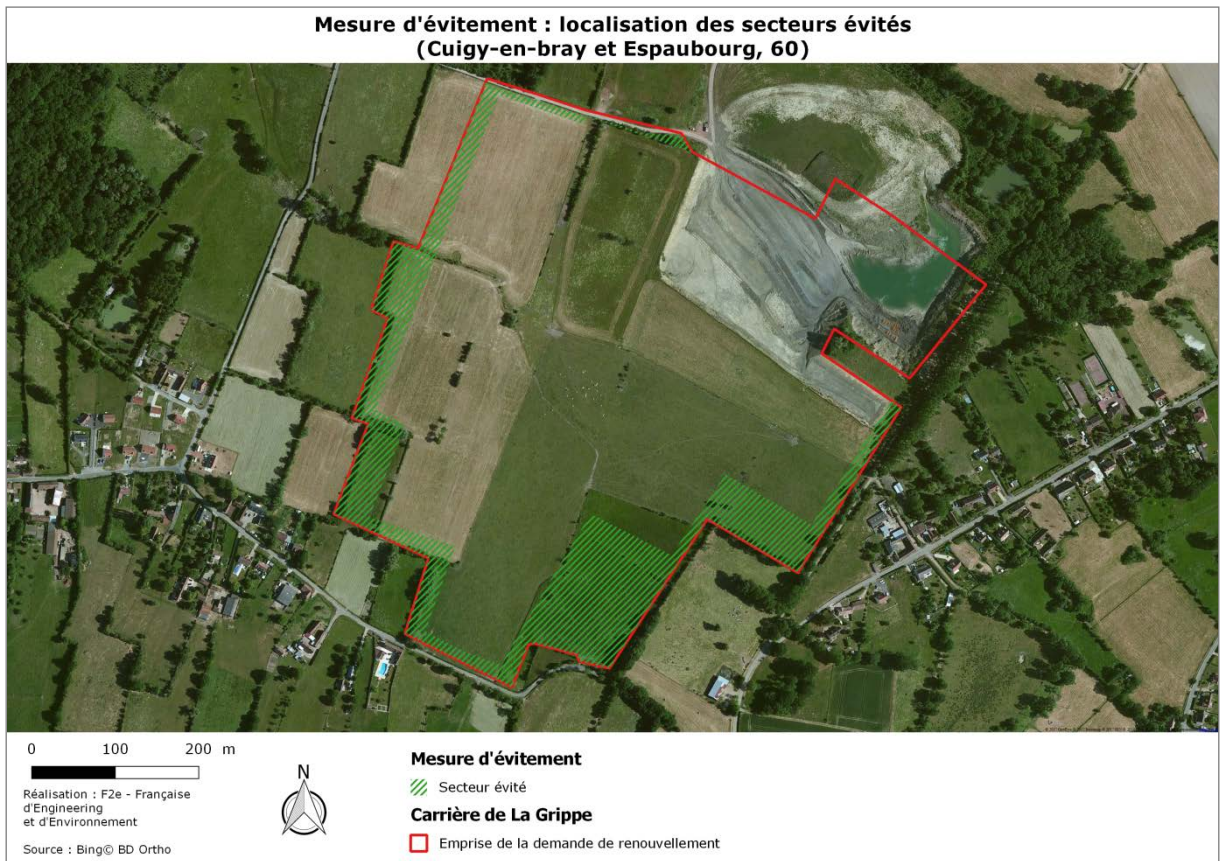 Mesure d'évitement : localisation des secteurs évités
(Cuigy-en-bray et Espaubourg, 60)
0 100 200 m
Réalisation : F2e - Française
d'Engineering
et d'Environnement
Source : Bing© BD Ortho
N
Mesure d'évitement
Secteur évité
Carrière de La Grippe
Emprise de la demande de renouvellement